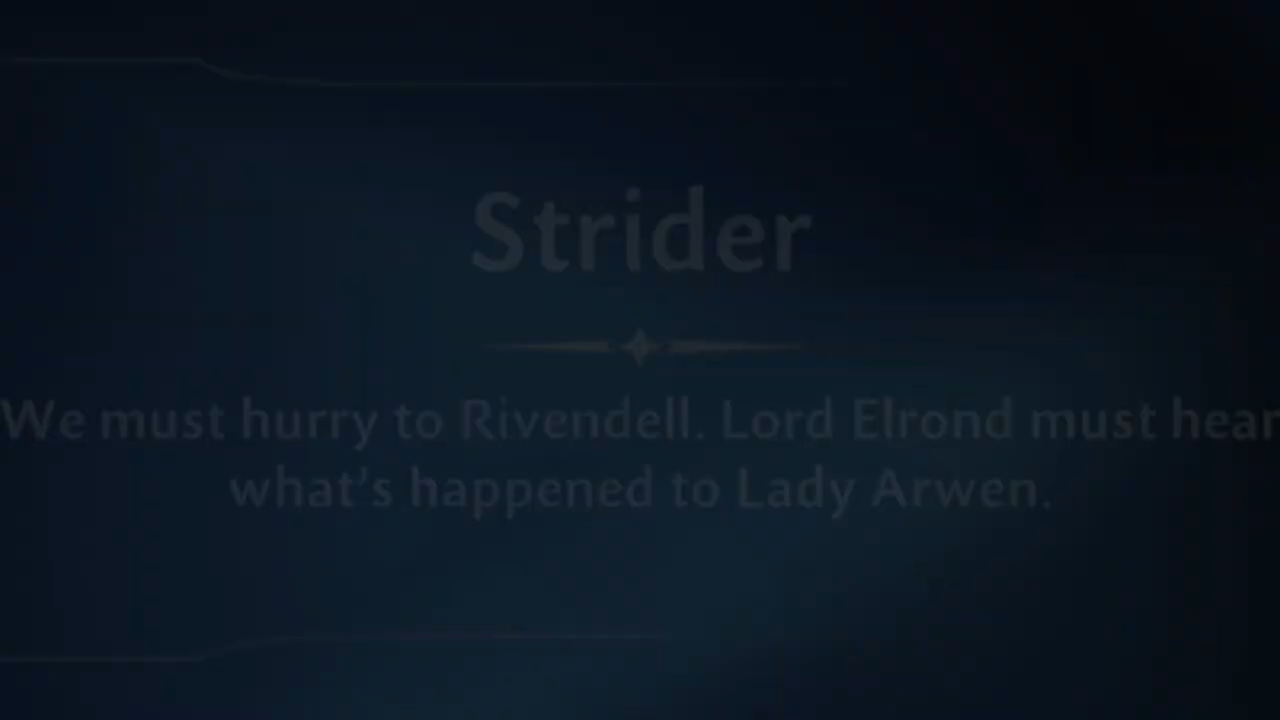 Strider
We must hurry to Rivendell. Lord Elrond must hear
what's happened to Lady Arwen.